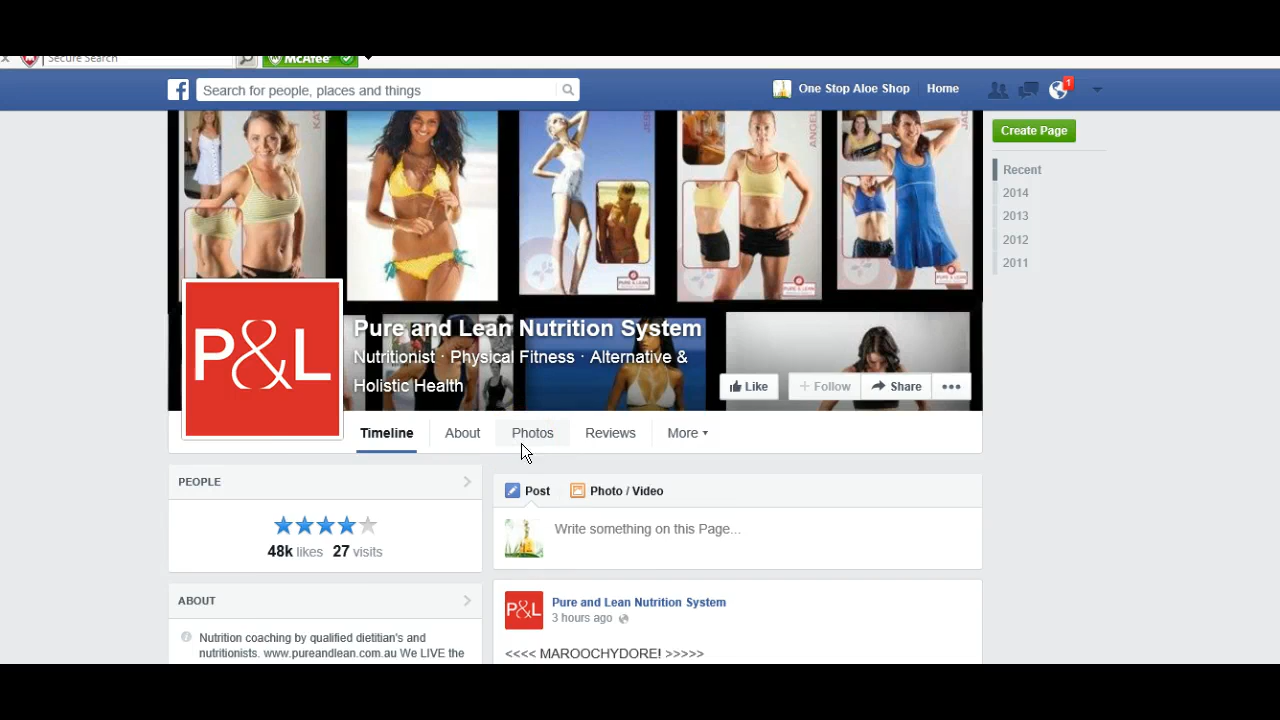 Secure Search
McAfee
Search for people, places and things
One Stop Aloe Shop
Home
1
Create Page
Recent
2014
2013
2012
2011
P&L
Pure and Lean Nutrition System
Nutritionist · Physical Fitness · Alternative &
Holistic Health
Like
+ Follow
Share
Timeline
About
Photos
Reviews
More
PEOPLE
48k likes 27 visits
Post
Photo / Video
Write something on this Page...
ABOUT
Nutrition coaching by qualified dietitian's and
nutritionists. www.pureandlean.com.au We LIVE the
P&L
Pure and Lean Nutrition System
3 hours ago
<<<< MAROOCHYDORE! >>>>>